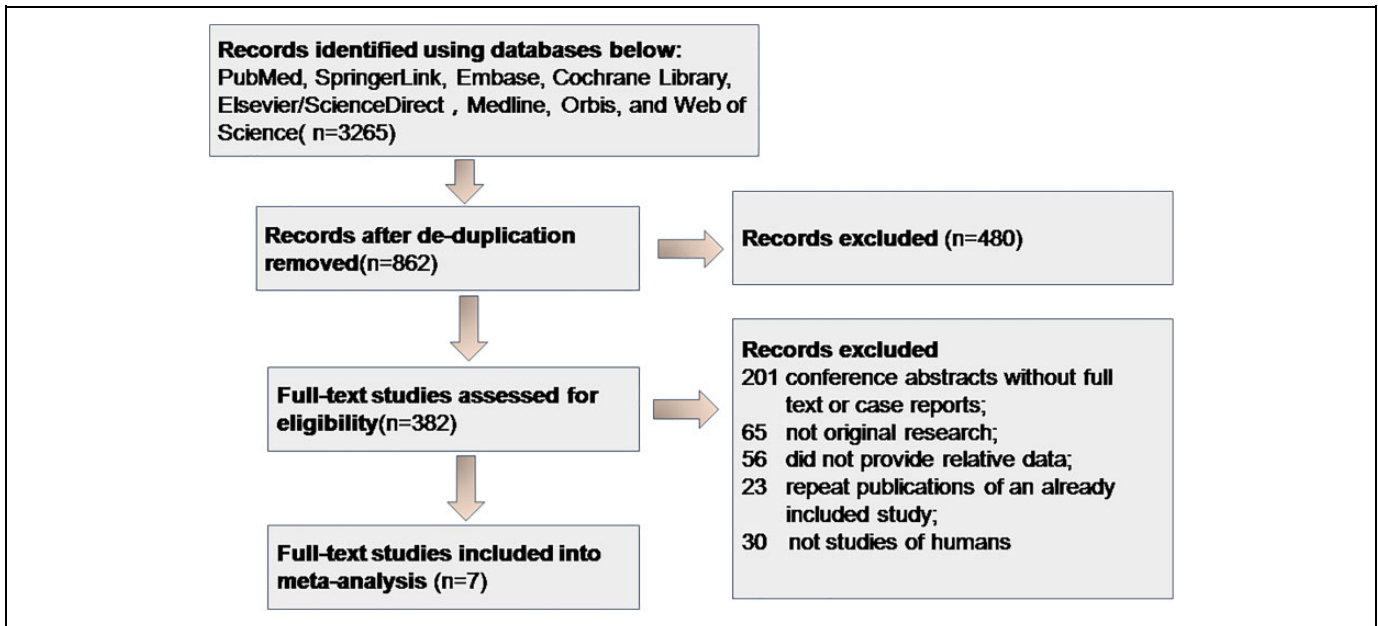 Records identified using databases below:
PubMed, SpringerLink, Embase, Cochrane Library,
Elsevier/ScienceDirect , Medline, Orbis, and Web of
Science( n=3265)
Records after de-duplication
removed(n=862)
Records excluded (n=480)
Full-text studies assessed for
eligibility(n=382)
Records excluded
201 conference abstracts without full
text or case reports;
65 not original research;
56 did not provide relative data;
23 repeat publications of an already
included study;
30 not studies of humans
Full-text studies included into
meta-analysis (n=7)